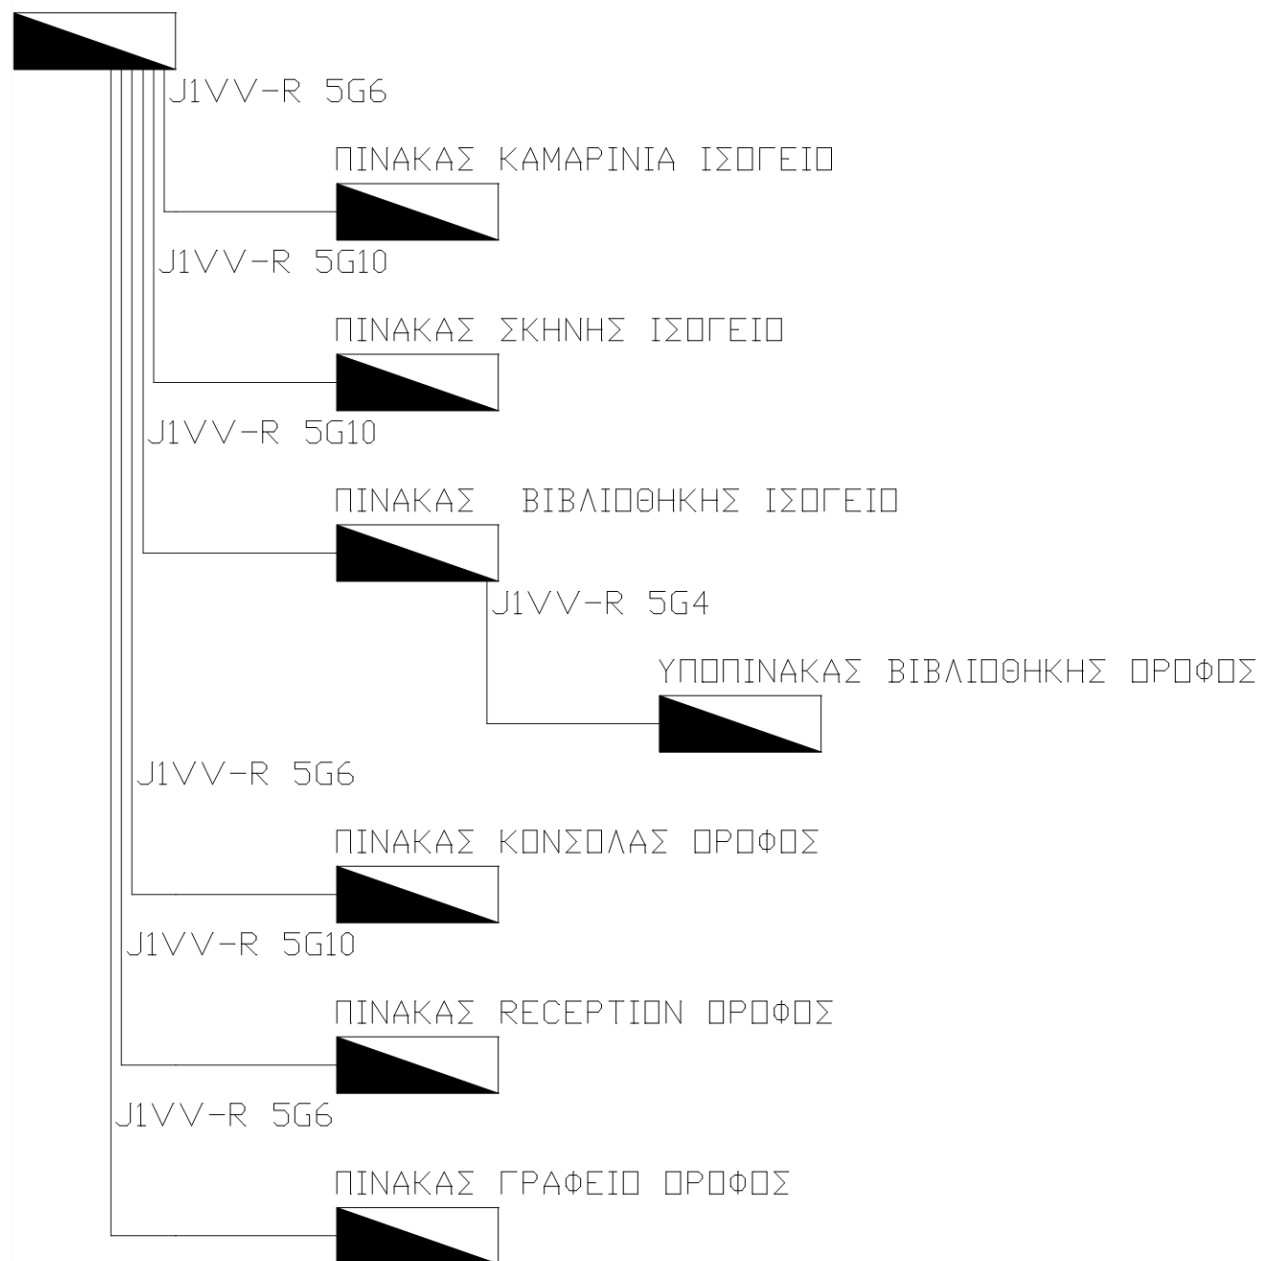 J1VV-R 5G6
ΠΙΝΑΚΑΣ ΚΑΜΑΡΙΝΙΑ ΙΣΟΓΕΙΟ
J1VV-R 5G10
ΠΙΝΑΚΑΣ ΣΚΗΝΗΣ ΙΣΟΓΕΙΟ
J1VV-R 5G10
ΠΙΝΑΚΑΣ ΒΙΒΛΙΟΘΗΚΗΣ ΙΣΟΓΕΙΟ
J1VV-R 5G4
ΥΠΟΠΙΝΑΚΑΣ ΒΙΒΛΙΟΘΗΚΗΣ ΟΡΟΦΟΣ
J1VV-R 5G6
ΠΙΝΑΚΑΣ ΚΟΝΣΟΛΑΣ ΟΡΟΦΟΣ
J1VV-R 5G10
ΠΙΝΑΚΑΣ RECEPTION ΟΡΟΦΟΣ
J1VV-R 5G6
ΠΙΝΑΚΑΣ ΓΡΑΦΕΙΟ ΟΡΟΦΟΣ